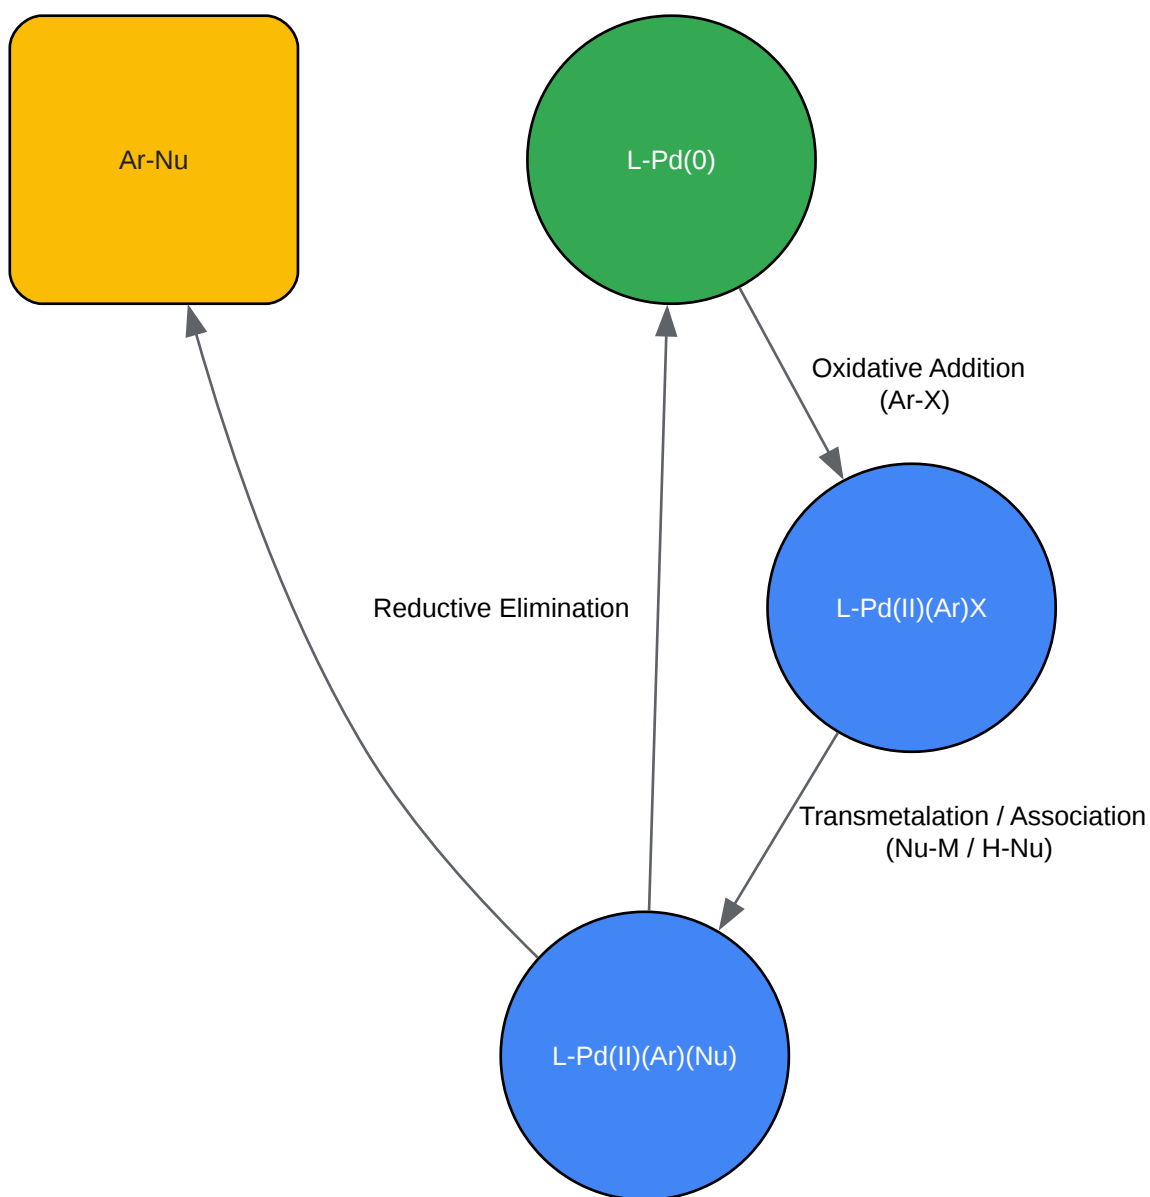 Ar-Nu
L-Pd(0)
Oxidative Addition
(Ar-X)
Reductive Elimination
L-Pd(II)(Ar)X
Transmetalation / Association
(Nu-M / H-Nu)
L-Pd(II)(Ar)(Nu)